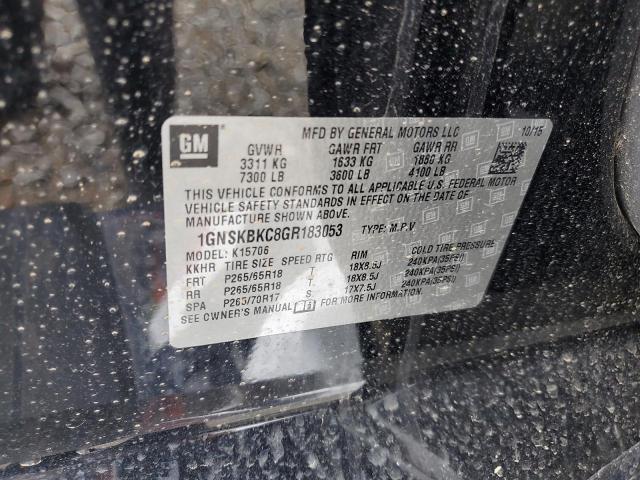 GM
MFD BY GENERAL MOTORS LLC 10/15
GVWR GAWR FRT GAWR RR
3311 KG 1633 KG 1860 KG
7300 LB 3600 LB 4100 LB
THIS VEHICLE CONFORMS TO ALL APPLICABLE U.S. FEDERAL MOTOR
VEHICLE SAFETY STANDARDS IN EFFECT ON THE DATE OF
MANUFACTURE SHOWN ABOVE.
1GNSKBKC8GR183053 TYPE: M.P.V
MODEL: K15706
KKHR TIRE SIZE SPEED RTG RIM COLD TIRE PRESSURE
FRT P265/65R18 T 18X8.5J 240KPA(35PSI)
RR P265/65R18 T 18X8.5J 240KPA(35PSI)
SPA P265/70R17 S 17X7.5J 240KPA(35PSI)
SEE OWNER'S MANUAL FOR MORE INFORMATION.